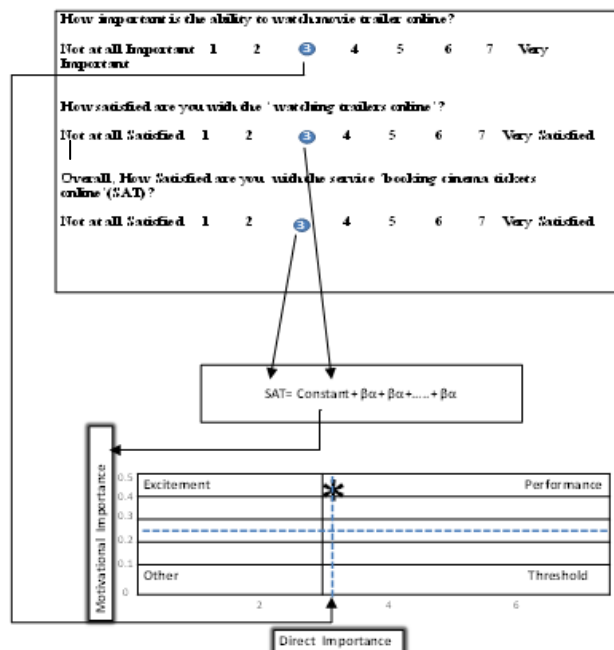 How important is the ability to watch movie trailer online?
Not at all Important 1 2 3 4 5 6 7 Very
Important
How satisfied are you with the ' watching trailers online'?
Not at all Satisfied 1 2 3 4 5 6 7 Very Satisfied
Overall, How Satisfied are you with the service 'booking cinema tickets
online'(SAT)?
Not at all Satisfied 1 2 3 4 5 6 7 Very Satisfied
SAT= Constant+ βα+ βα+.....+ βα
Motivational Importance
0.5 Excitement Performance
0.4
0.3
0.2
0.1
Other Threshold
0
2 4 6
Direct Importance